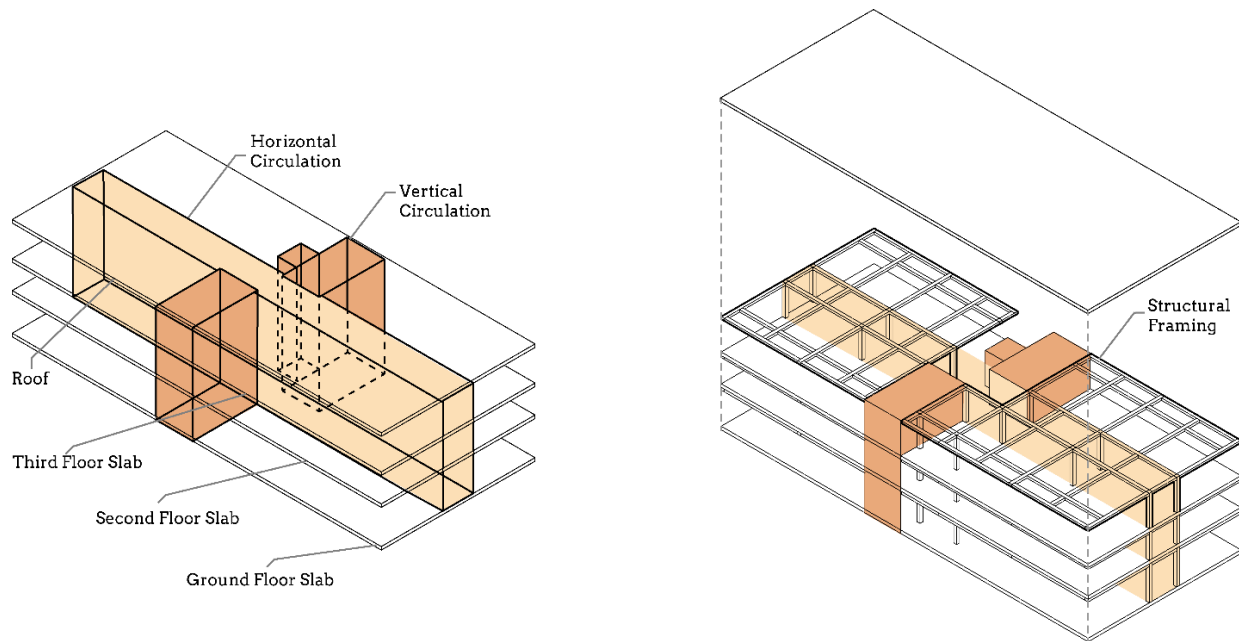 Horizontal
Circulation
Vertical
Circulation
Roof
Third Floor Slab
Second Floor Slab
Ground Floor Slab
Structural
Framing